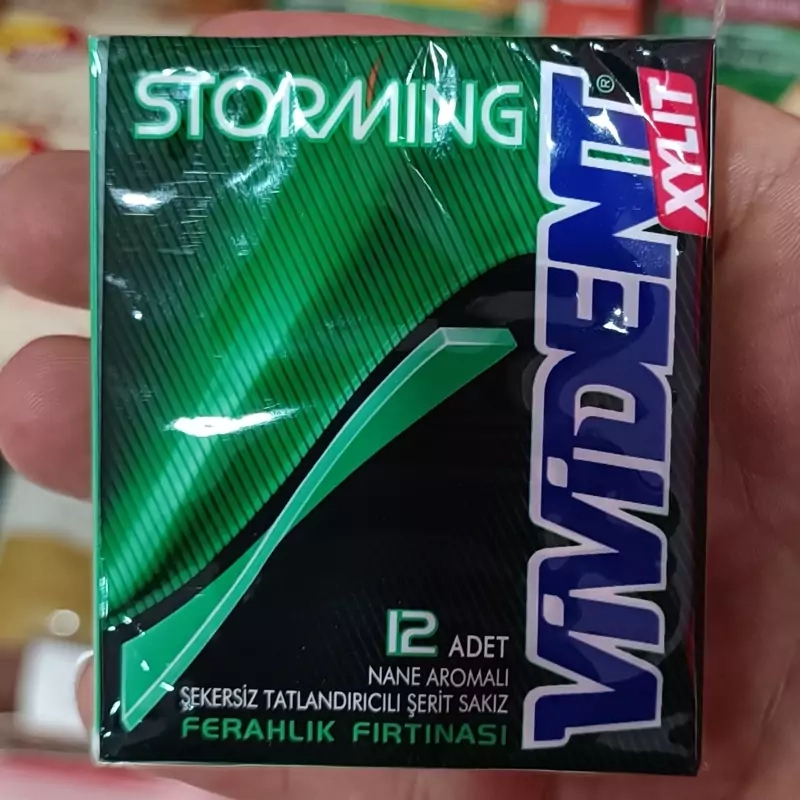 STORMING
ViViDENT®
XYLIT
12 ADET
NANE AROMALI
ŞEKERSİZ TATLANDIRICILI ŞERİT SAKIZ
FERAHLIK FIRTINASI